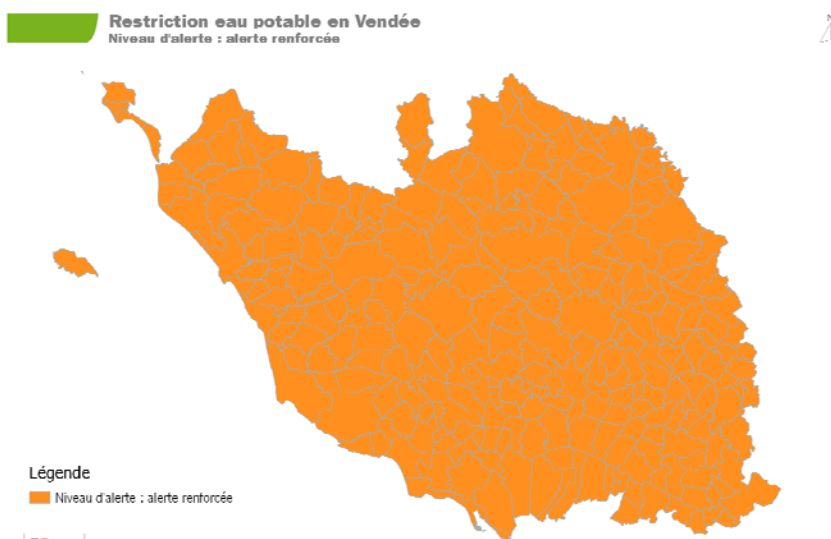 Restriction eau potable en Vendée
Niveau d'alerte : alerte renforcée
N
Légende
Niveau d'alerte : alerte renforcée